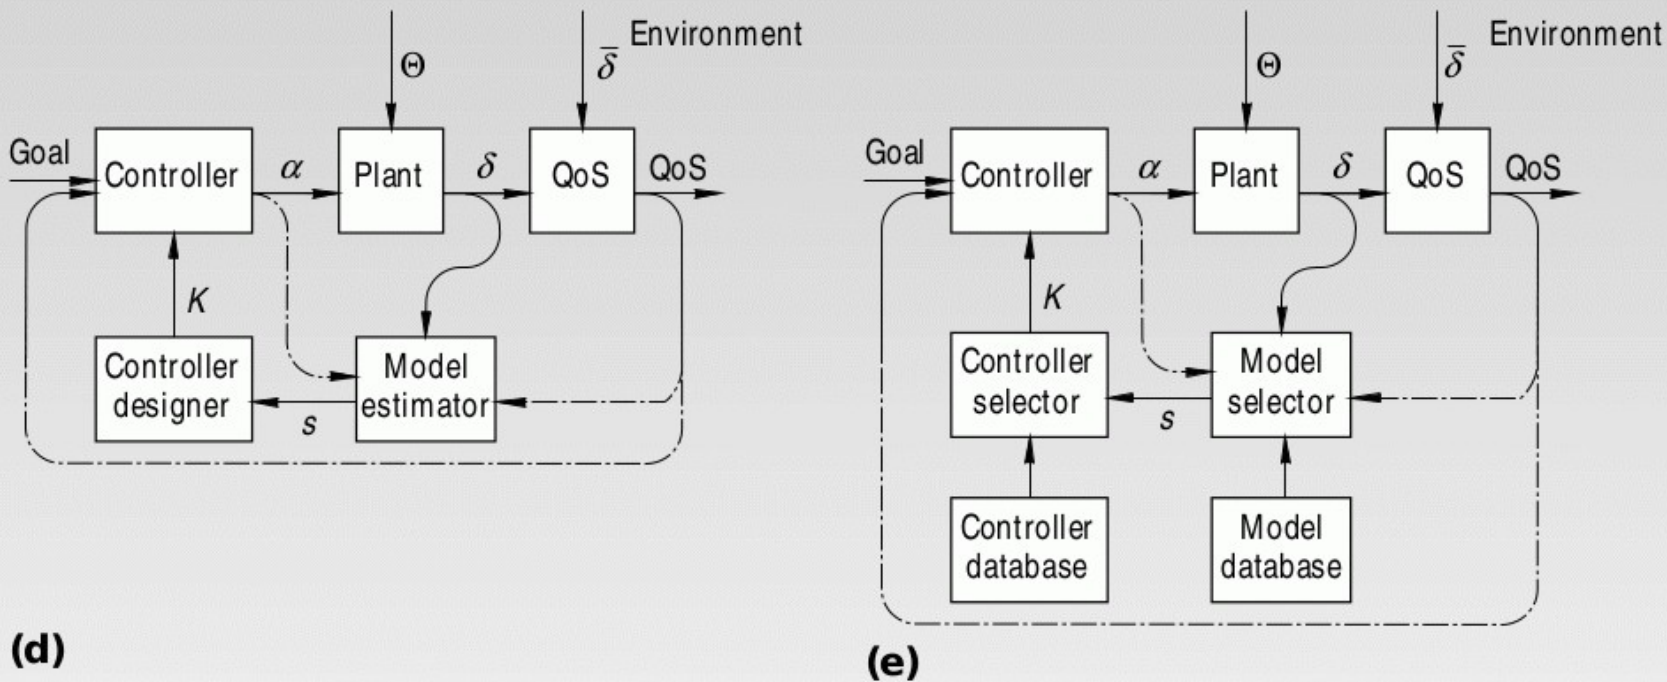 Environment
Θ
δ̄
Goal
Controller
α
Plant
δ
QoS
QoS
K
Controller
designer
s
Model
estimator
(d)
Environment
Θ
δ̄
Goal
Controller
α
Plant
δ
QoS
QoS
K
Controller
selector
s
Model
selector
Controller
database
Model
database
(e)